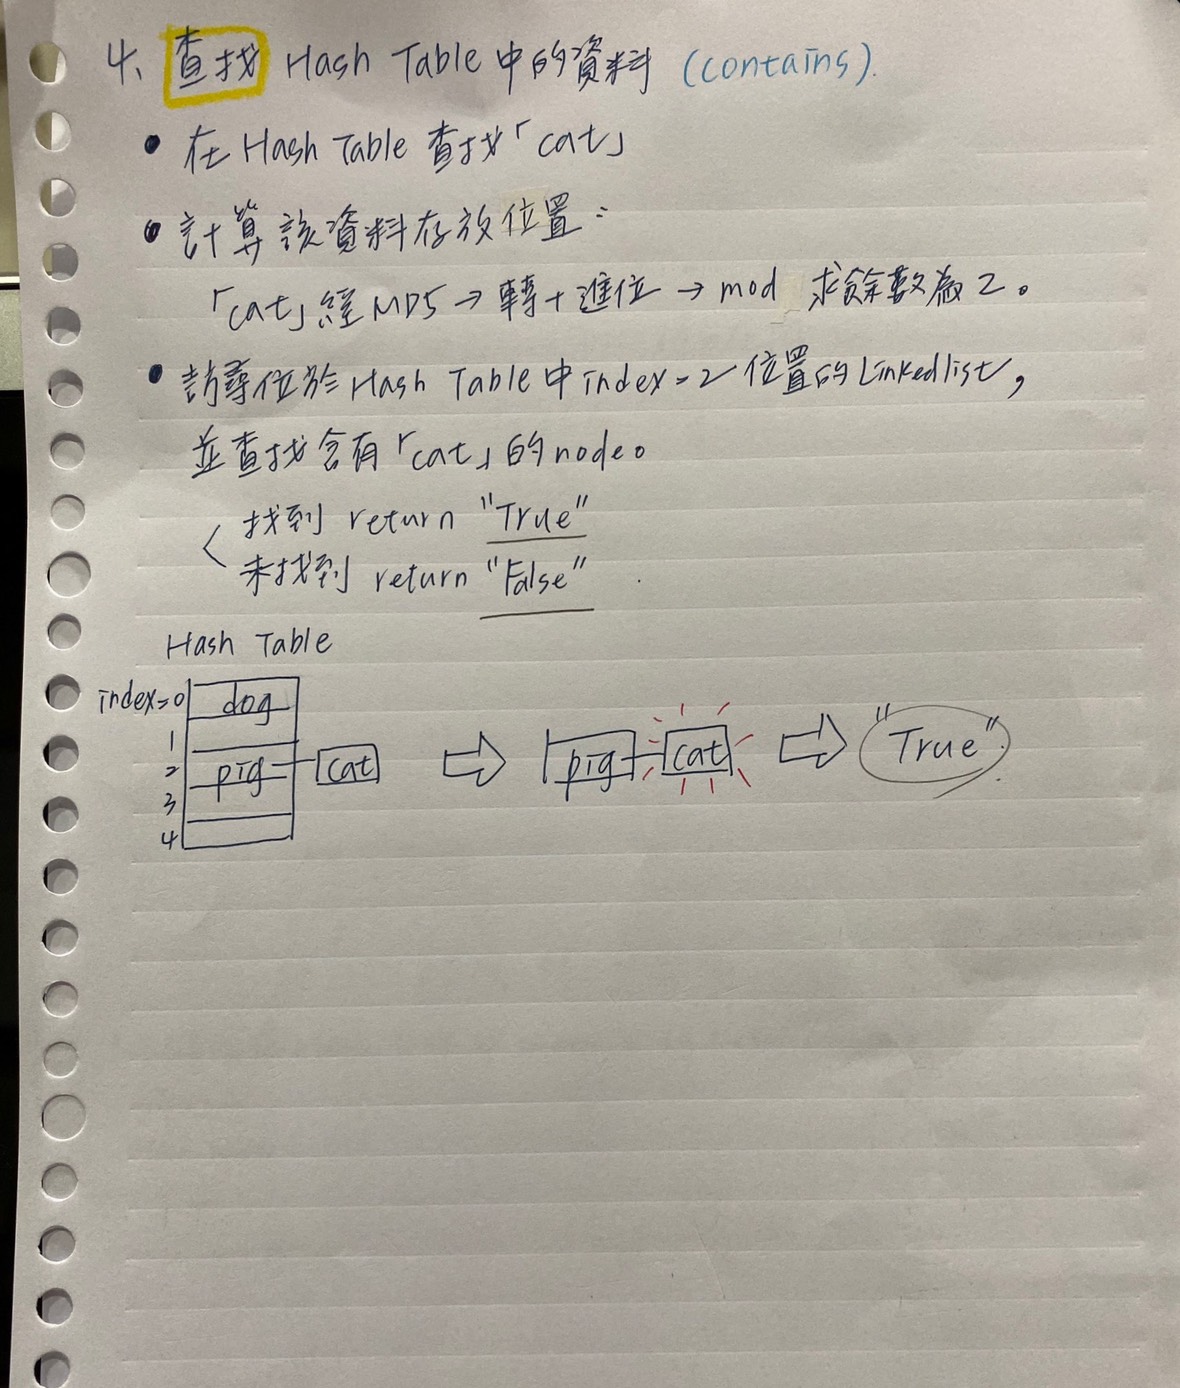 4、查找 Hash Table 中的資料 (contains).
• 在 Hash Table 查找「cat」
• 計算該資料存放位置:
「cat」經 MD5 → 轉十進位 → mod 求餘數為 2。
• 訪尋位於 Hash Table 中 index=2 位置的 Linkedlist,
並查找含有「cat」的 node。
找到 return "True"
未找到 return "False"
Hash Table
index=0 dog
1
2 pig cat ⇨ pig cat ⇨ "True"
3
4